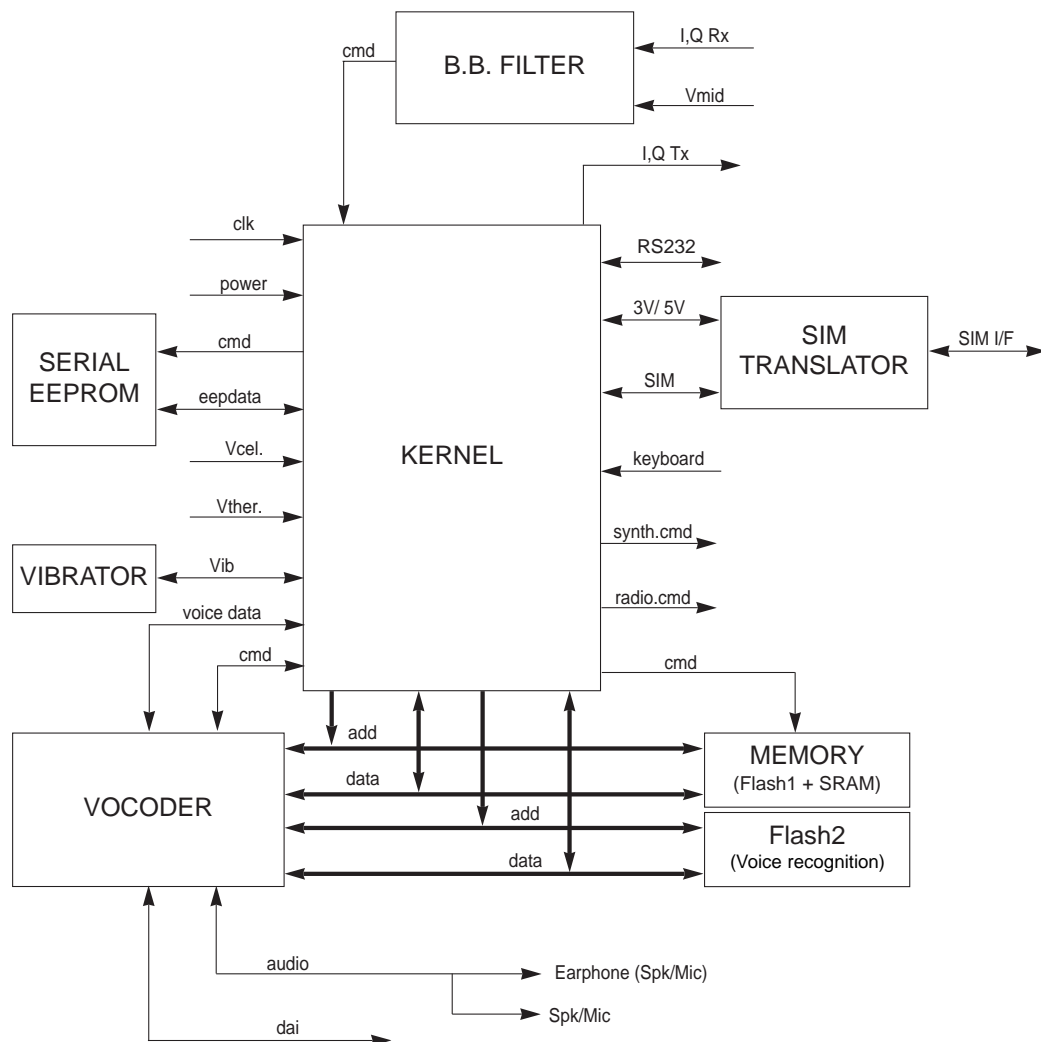 I,Q Rx
cmd
B.B. FILTER
Vmid
I,Q Tx
clk
RS232
power
3V/ 5V
cmd
SIM
TRANSLATOR
SIM I/F
SERIAL
EEPROM
SIM
eepdata
KERNEL
Vcel.
keyboard
Vther.
synth.cmd
VIBRATOR
Vib
radio.cmd
voice data
cmd
cmd
add
MEMORY
(Flash1 + SRAM)
data
VOCODER
add
Flash2
(Voice recognition)
data
audio
Earphone (Spk/Mic)
Spk/Mic
dai